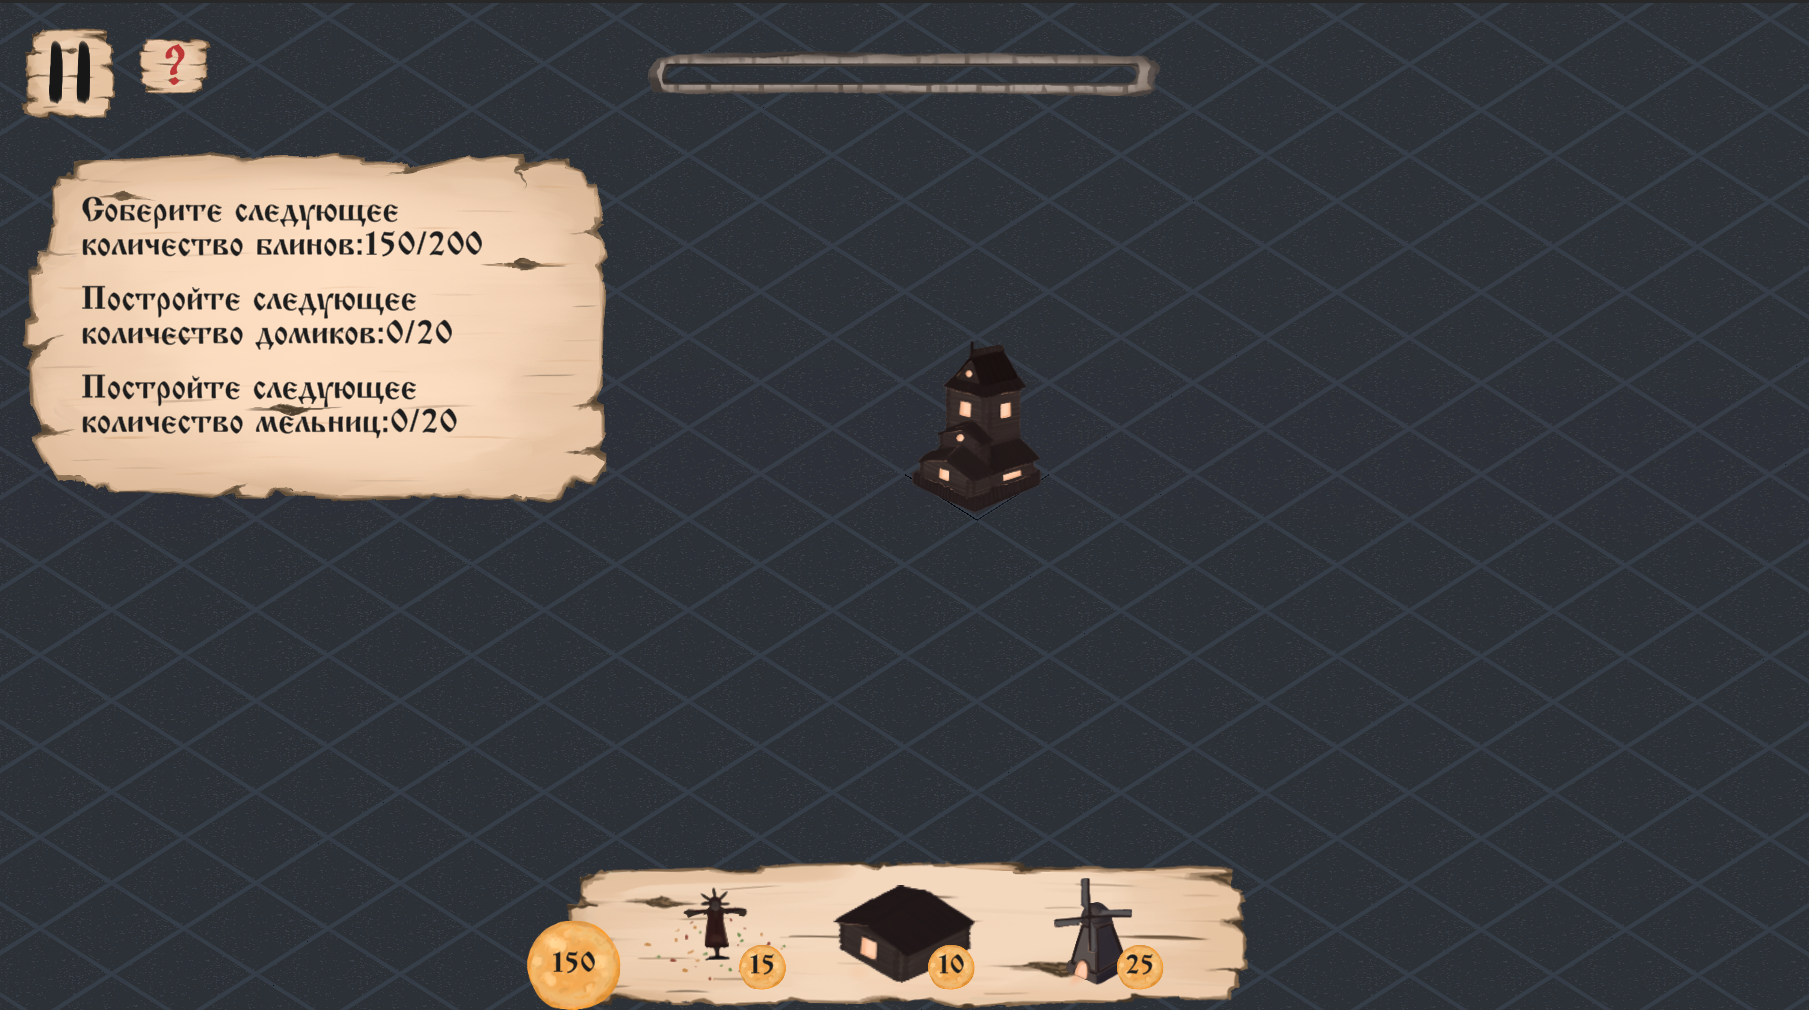 ?
Соберите следующее
количество блинов:150/200
Постройте следующее
количество домиков:0/20
Постройте следующее
количество мельниц:0/20
150
15
10
25